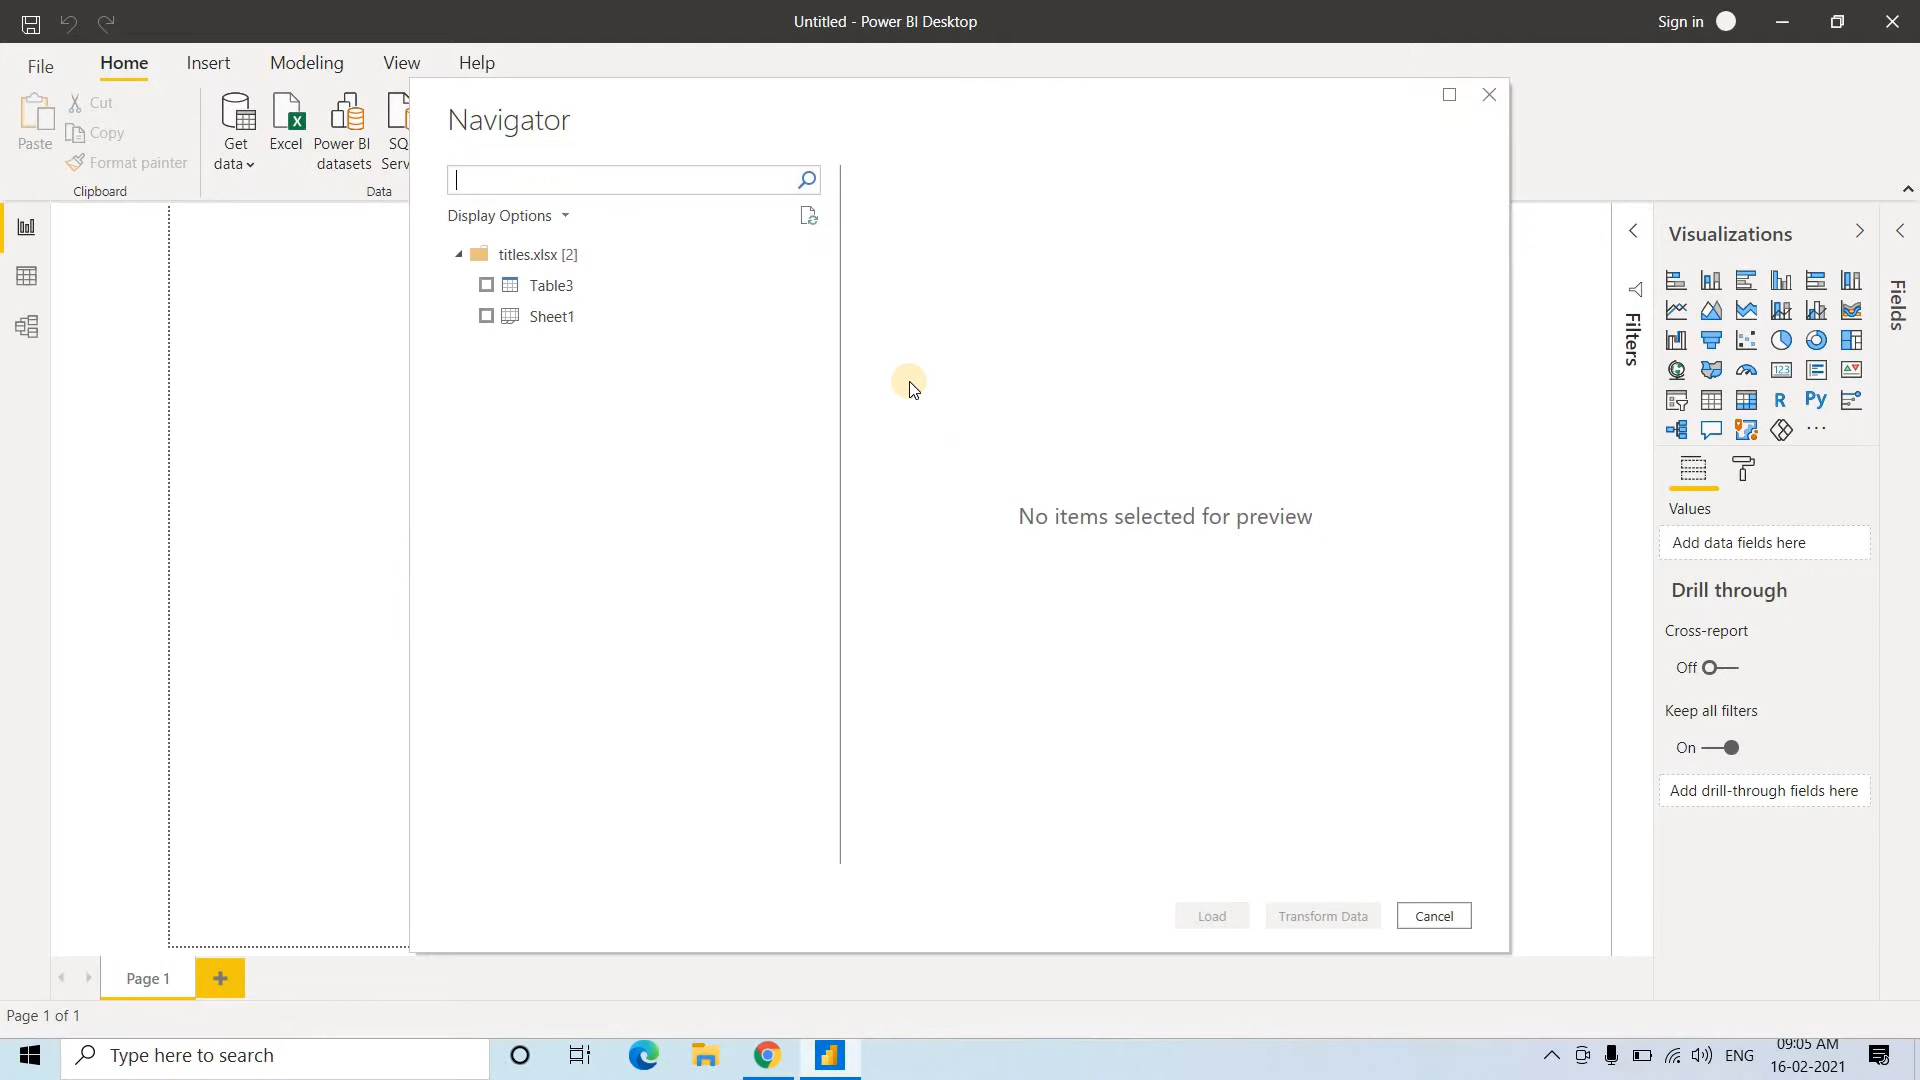 Untitled - Power BI Desktop
Sign in
File Home Insert Modeling View Help
Paste
Cut
Copy
Format painter
Clipboard
Get data
Excel
Power BI datasets
SQ
Serv
Data
Navigator
Display Options
titles.xlsx [2]
Table3
Sheet1
No items selected for preview
Load Transform Data Cancel
Filters
Visualizations
Fields
123
R
Py
Values
Add data fields here
Drill through
Cross-report
Off
Keep all filters
On
Add drill-through fields here
Page 1
Page 1 of 1
Type here to search
ENG
09:05 AM
16-02-2021